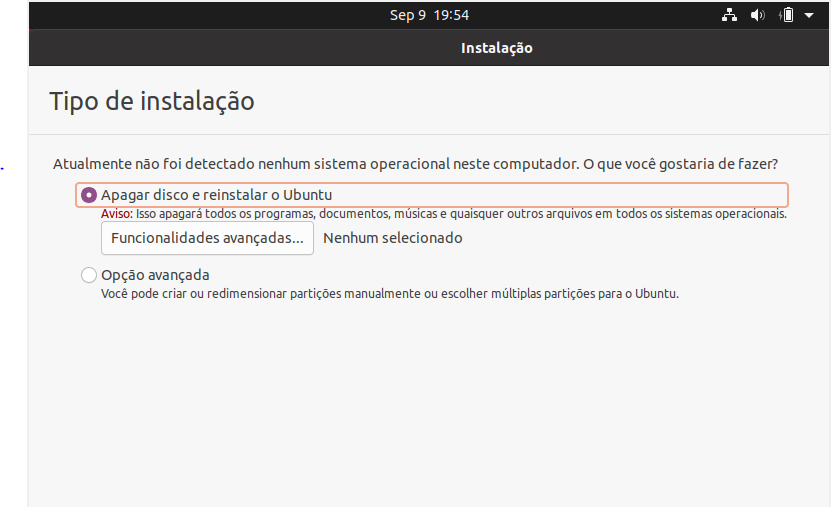 Sep 9 19:54
Instalação
Tipo de instalação
Atualmente não foi detectado nenhum sistema operacional neste computador. O que você gostaria de fazer?
Apagar disco e reinstalar o Ubuntu
Aviso: Isso apagará todos os programas, documentos, músicas e quaisquer outros arquivos em todos os sistemas operacionais.
Funcionalidades avançadas... Nenhum selecionado
Opção avançada
Você pode criar ou redimensionar partições manualmente ou escolher múltiplas partições para o Ubuntu.